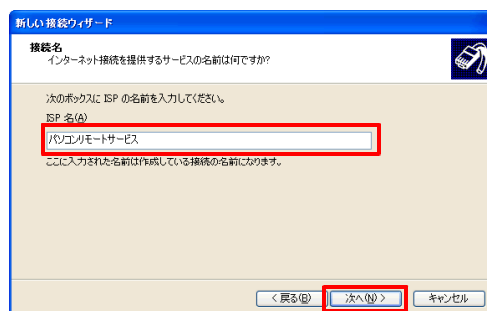 新しい接続ウィザード
接続名
インターネット接続を提供するサービスの名前は何ですか?
次のボックスに ISP の名前を入力してください。
ISP 名(A)
パソコンリモートサービス
ここに入力された名前は作成している接続の名前になります。
< 戻る(B) 次へ(N) > キャンセル